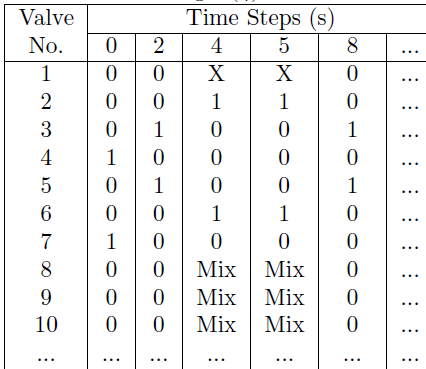 Valve Time Steps (s)
No. 0 2 4 5 8 ...
1 0 0 X X 0 ...
2 0 0 1 1 0 ...
3 0 1 0 0 1 ...
4 1 0 0 0 0 ...
5 0 1 0 0 1 ...
6 0 0 1 1 0 ...
7 1 0 0 0 0 ...
8 0 0 Mix Mix 0 ...
9 0 0 Mix Mix 0 ...
10 0 0 Mix Mix 0 ...
... ... ... ... ... ... ...